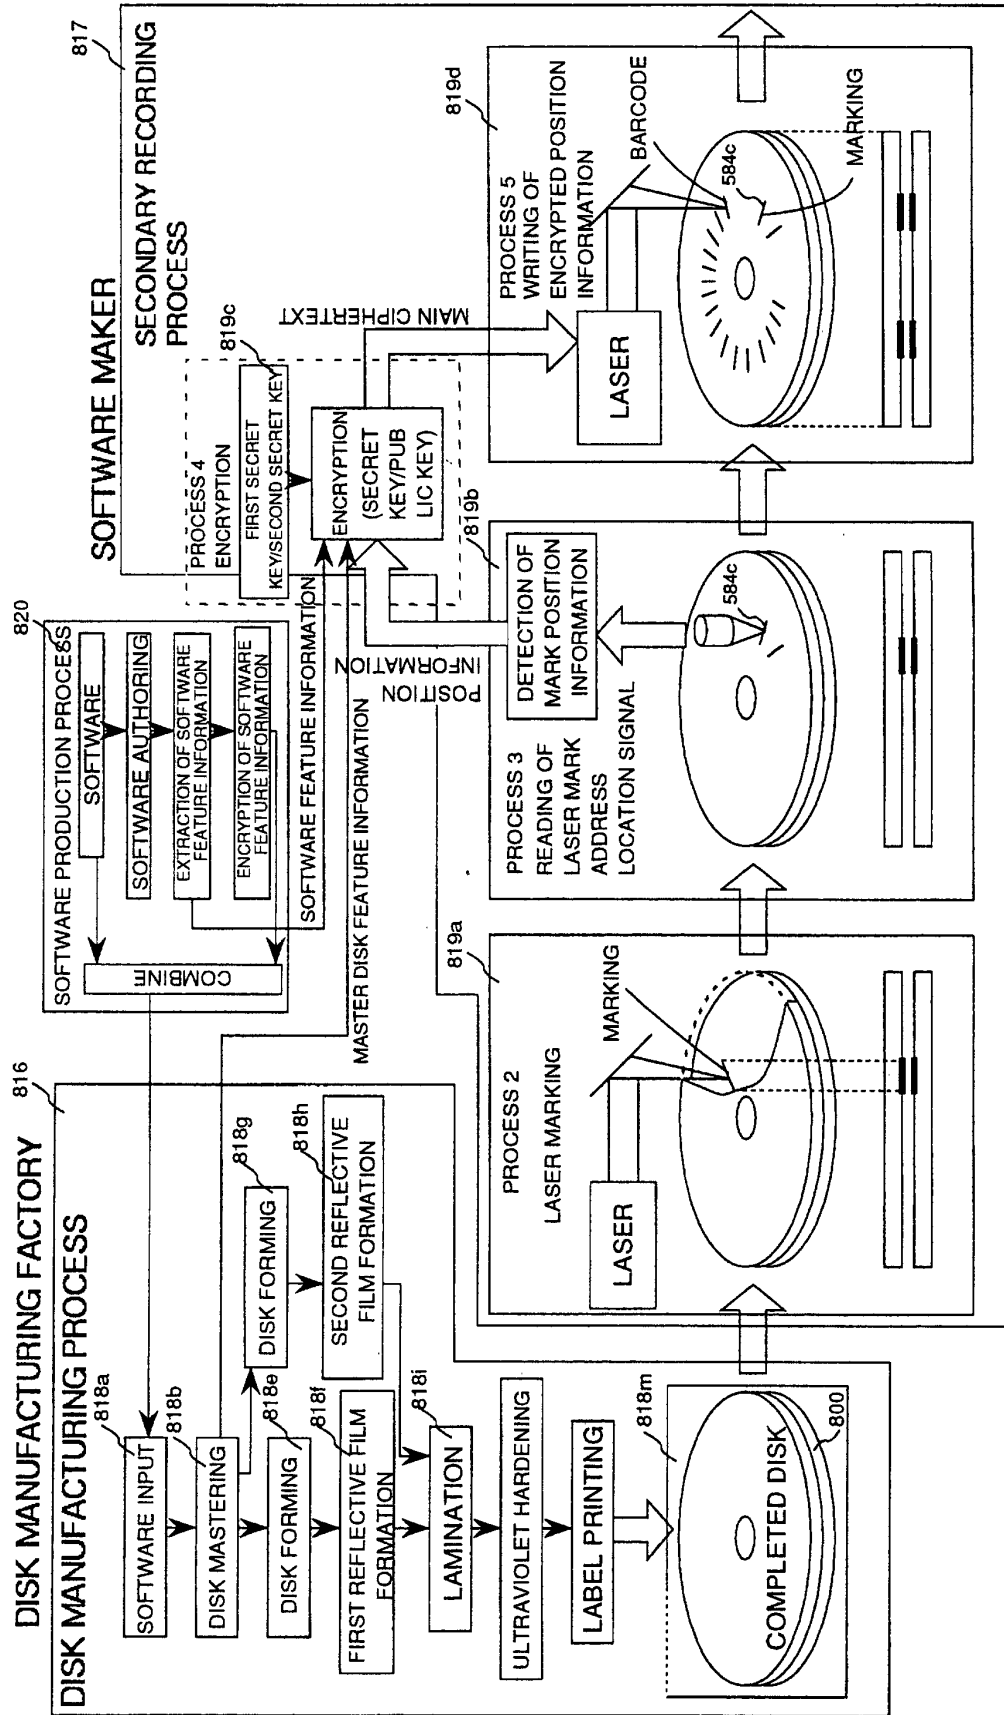 DISK MANUFACTURING FACTORY
DISK MANUFACTURING PROCESS
816
818a
SOFTWARE INPUT
818b
DISK MASTERING
818e
DISK FORMING
818g
DISK FORMING
818h
SECOND REFLECTIVE
FILM FORMATION
818f
FIRST REFLECTIVE FILM
FORMATION
818i
LAMINATION
ULTRAVIOLET HARDENING
LABEL PRINTING
818m
COMPLETED DISK
800
820
SOFTWARE PRODUCTION PROCESS
SOFTWARE
SOFTWARE AUTHORING
EXTRACTION OF SOFTWARE
FEATURE INFORMATION
ENCRYPTION OF SOFTWARE
FEATURE INFORMATION
COMBINE
SOFTWARE FEATURE INFORMATION
MASTER DISK FEATURE INFORMATION
POSITION
INFORMATION
SOFTWARE MAKER
817
SECONDARY RECORDING
PROCESS
819a
PROCESS 2
LASER MARKING
LASER
MARKING
819b
PROCESS 3
READING OF
LASER MARK
ADDRESS
LOCATION SIGNAL
DETECTION OF
MARK POSITION
INFORMATION
584c
819c
PROCESS 4
ENCRYPTION
FIRST SECRET
KEY/SECOND SECRET KEY
ENCRYPTION
(SECRET
KEY/PUB
LIC KEY)
MAIN CIPHERTEXT
819d
PROCESS 5
WRITING OF
ENCRYPTED POSITION
INFORMATION
LASER
BARCODE
584c
MARKING